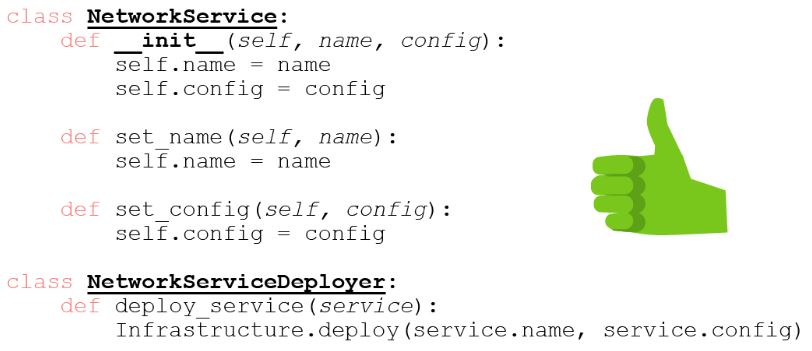 class NetworkService:
    def __init__(self, name, config):
        self.name = name
        self.config = config
    def set_name(self, name):
        self.name = name
    def set_config(self, config):
        self.config = config
class NetworkServiceDeployer:
    def deploy_service(service):
        Infrastructure.deploy(service.name, service.config)